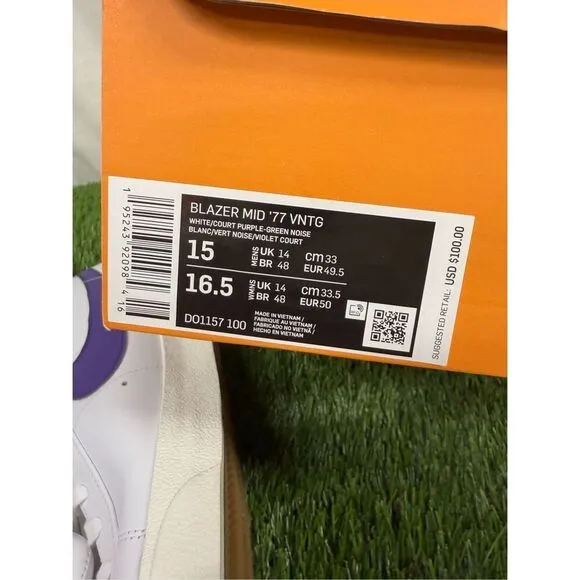 BLAZER MID '77 VNTG
WHITE/COURT PURPLE-GREEN NOISE
BLANC/VERT NOISE/VIOLET COURT
15 MENS UK 14 CM 33
BR 48 EUR 49.5
16.5 WMNS UK 14 CM 33.5
BR 48 EUR 50
DO1157 100
MADE IN VIETNAM /
FABRIQUE AU VIETNAM /
FABRICADO NO VIETNÃ /
HECHO EN VIETNAM
1 95243 92098 4 16
SUGGESTED RETAIL: USD $100.00